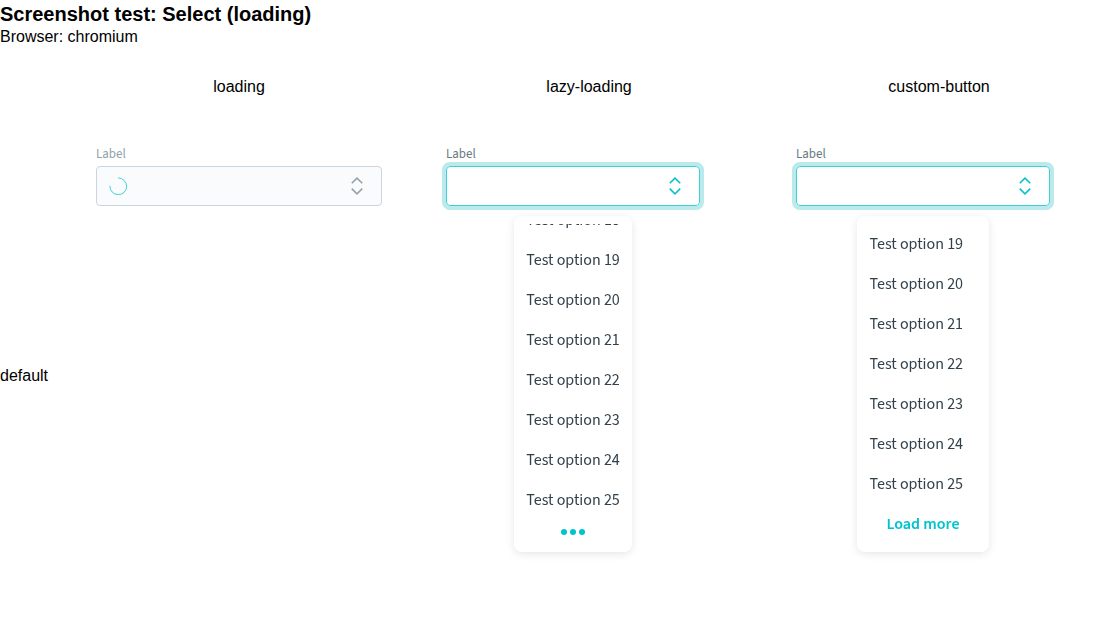 Screenshot test: Select (loading)
Browser: chromium
loading
lazy-loading
custom-button
default
Label
Label
Test option 19
Test option 20
Test option 21
Test option 22
Test option 23
Test option 24
Test option 25
Label
Test option 19
Test option 20
Test option 21
Test option 22
Test option 23
Test option 24
Test option 25
Load more